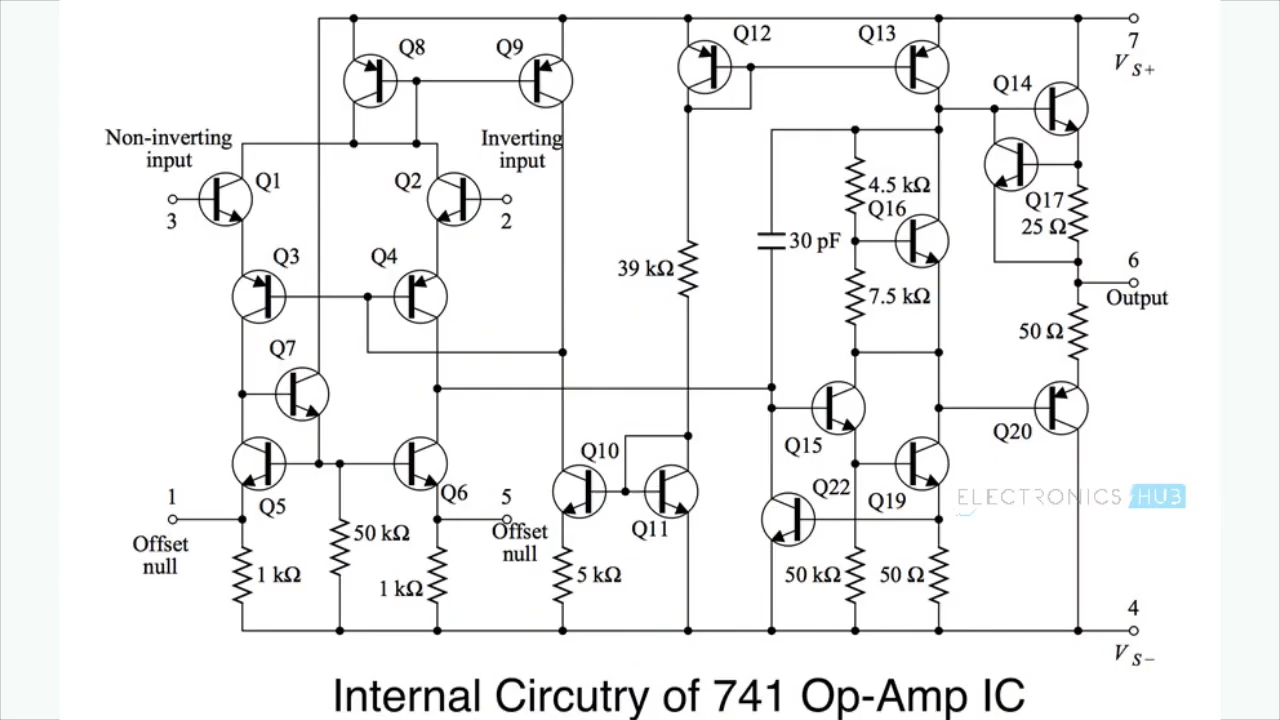 Q8
Q9
Q12
Q13
7
V S+
Q14
Non-inverting
input
Inverting
input
Q1
Q2
3
2
4.5 kΩ
Q16
Q17
25 Ω
30 pF
Q3
Q4
39 kΩ
7.5 kΩ
6
Output
50 Ω
Q7
Q15
Q20
Q10
Q5
Q6
Q11
Q22
Q19
ELECTRONICS HUB
1
Offset
null
5
Offset
null
50 kΩ
1 kΩ
1 kΩ
5 kΩ
50 kΩ
50 Ω
4
V S−
Internal Circutry of 741 Op-Amp IC